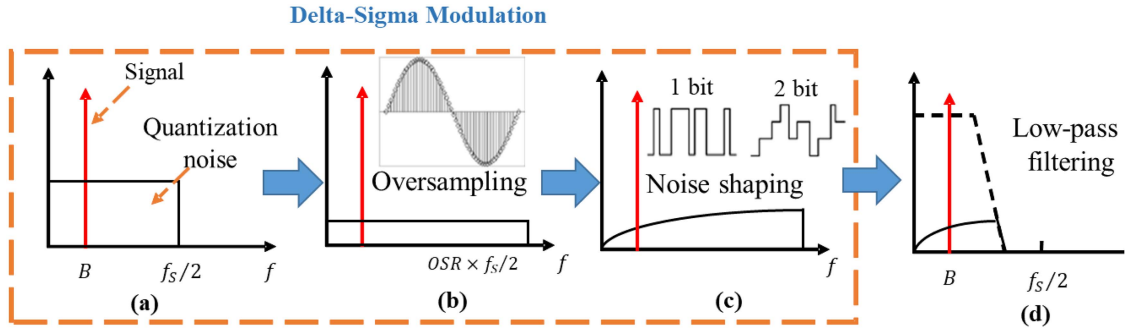 Delta-Sigma Modulation
Signal
Quantization
noise
B
f_S/2
f
(a)
Oversampling
OSR × f_S/2
f
(b)
1 bit
2 bit
Noise shaping
f
(c)
Low-pass
filtering
B
f_S/2
f
(d)